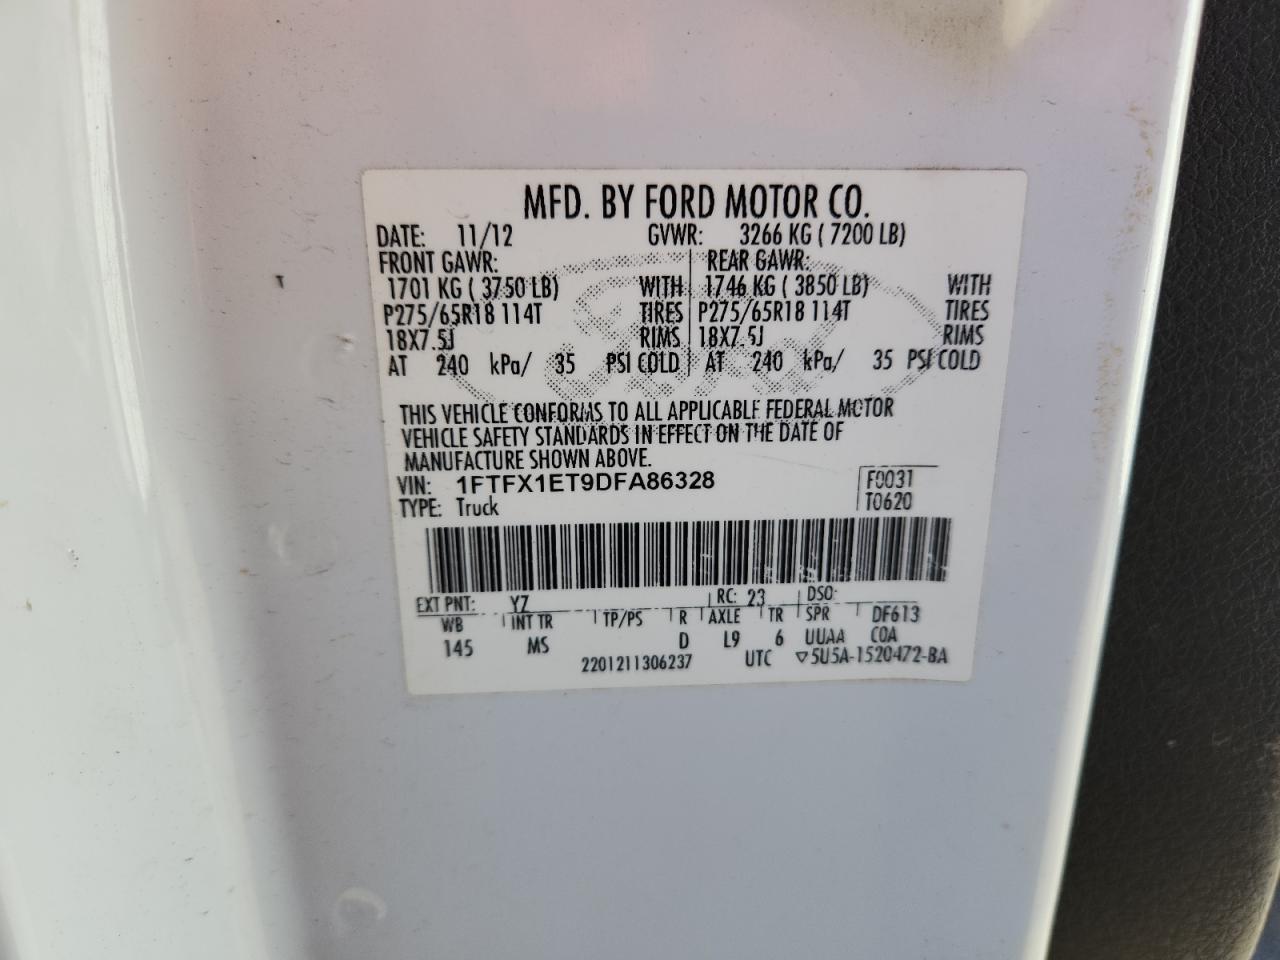 MFD. BY FORD MOTOR CO.
DATE: 11/12 GVWR: 3266 KG ( 7200 LB)
FRONT GAWR: REAR GAWR:
1701 KG ( 3750 LB) WITH 1746 KG ( 3850 LB) WITH
P275/65R18 114T TIRES P275/65R18 114T TIRES
18X7.5J RIMS 18X7.5J RIMS
AT 240 kPa/ 35 PSI COLD AT 240 kPa/ 35 PSI COLD
THIS VEHICLE CONFORMS TO ALL APPLICABLE FEDERAL MOTOR
VEHICLE SAFETY STANDARDS IN EFFECT ON THE DATE OF
MANUFACTURE SHOWN ABOVE.
VIN: 1FTFX1ET9DFA86328 F0031
TYPE: Truck T0620
EXT PNT: YZ RC: 23 DSO:
WB INT TR TP/PS R AXLE TR SPR DF613
145 MS D L9 6 UUAA COA
2201211306237 UTC ▽5U5A-1520472-BA